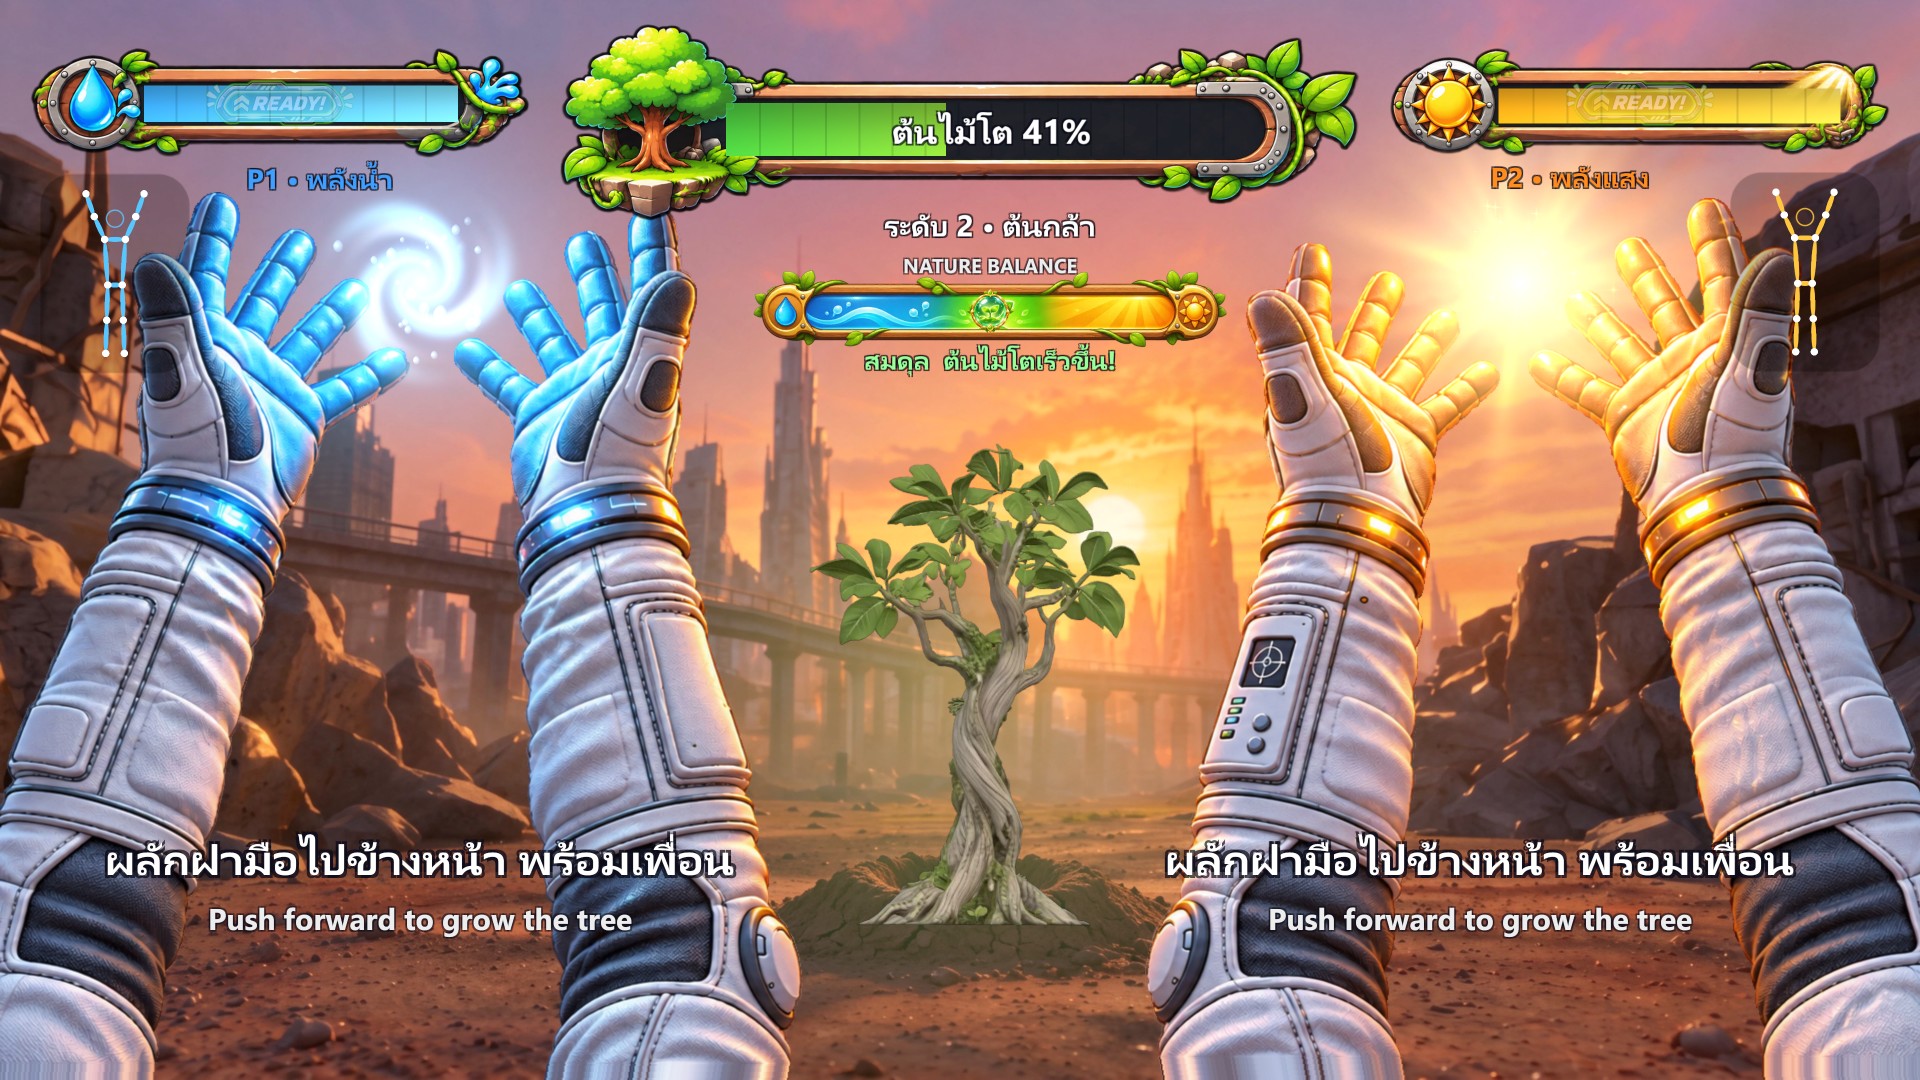 READY!
ต้นไม้โต 41%
READY!
P1 • พลังน้ำ
P2 • พลังแสง
ระดับ 2 • ต้นกล้า
NATURE BALANCE
สมดุล ต้นไม้โตเร็วขึ้น!
ผลักฝ่ามือไปข้างหน้า พร้อมเพื่อน
Push forward to grow the tree
ผลักฝ่ามือไปข้างหน้า พร้อมเพื่อน
Push forward to grow the tree